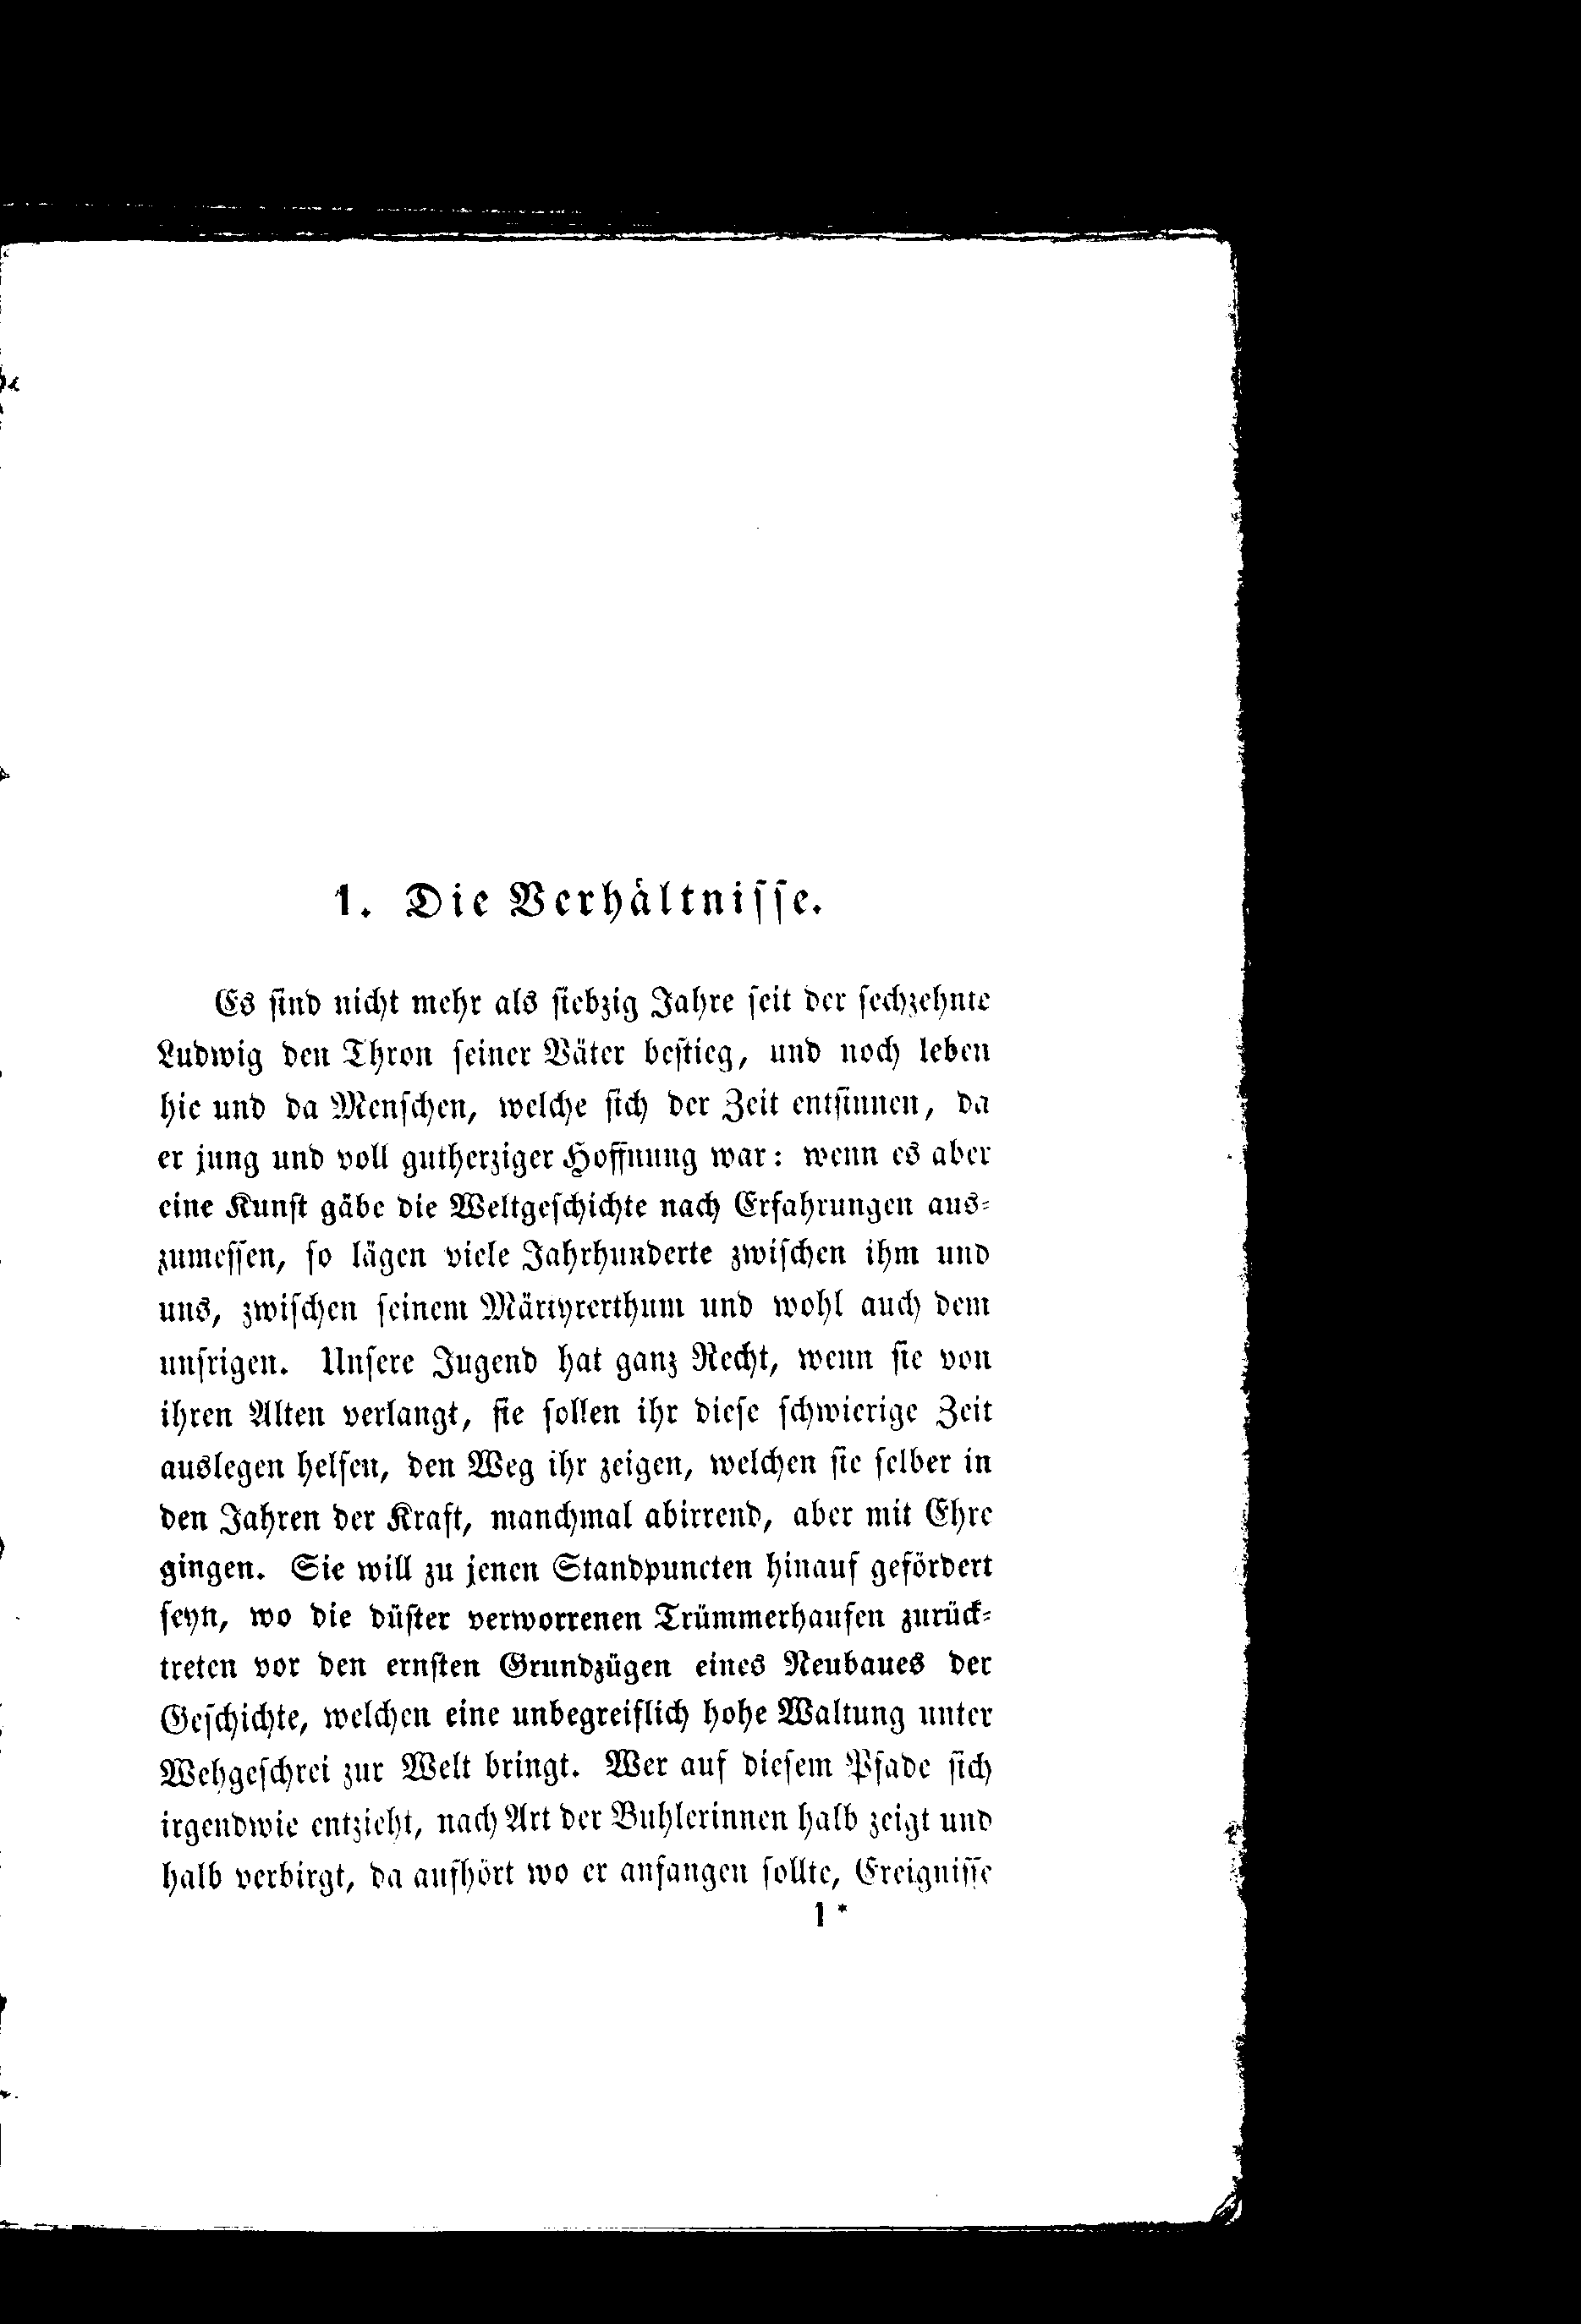 1. Die Verhältnisse.
Es sind nicht mehr als siebzig Jahre seit der sechzehnte
Ludwig den Thron seiner Väter bestieg, und noch leben
hie und da Menschen, welche sich der Zeit entsinnen, da
er jung und voll gutherziger Hoffnung war: wenn es aber
eine Kunst gäbe die Weltgeschichte nach Erfahrungen aus-
zumessen, so lägen viele Jahrhunderte zwischen ihm und
uns, zwischen seinem Märtyrerthum und wohl auch dem
unsrigen. Unsere Jugend hat ganz Recht, wenn sie von
ihren Alten verlangt, sie sollen ihr diese schwierige Zeit
auslegen helfen, den Weg ihr zeigen, welchen sie selber in
den Jahren der Kraft, manchmal abirrend, aber mit Ehre
gingen. Sie will zu jenen Standpuncten hinauf gefördert
seyn, wo die düster verworrenen Trümmerhaufen zurück-
treten vor den ernsten Grundzügen eines Neubaues der
Geschichte, welchen eine unbegreiflich hohe Waltung unter
Wehgeschrei zur Welt bringt. Wer auf diesem Pfade sich
irgendwie entzieht, nach Art der Buhlerinnen halb zeigt und
halb verbirgt, da aufhört wo er anfangen sollte, Ereignisse
1 *